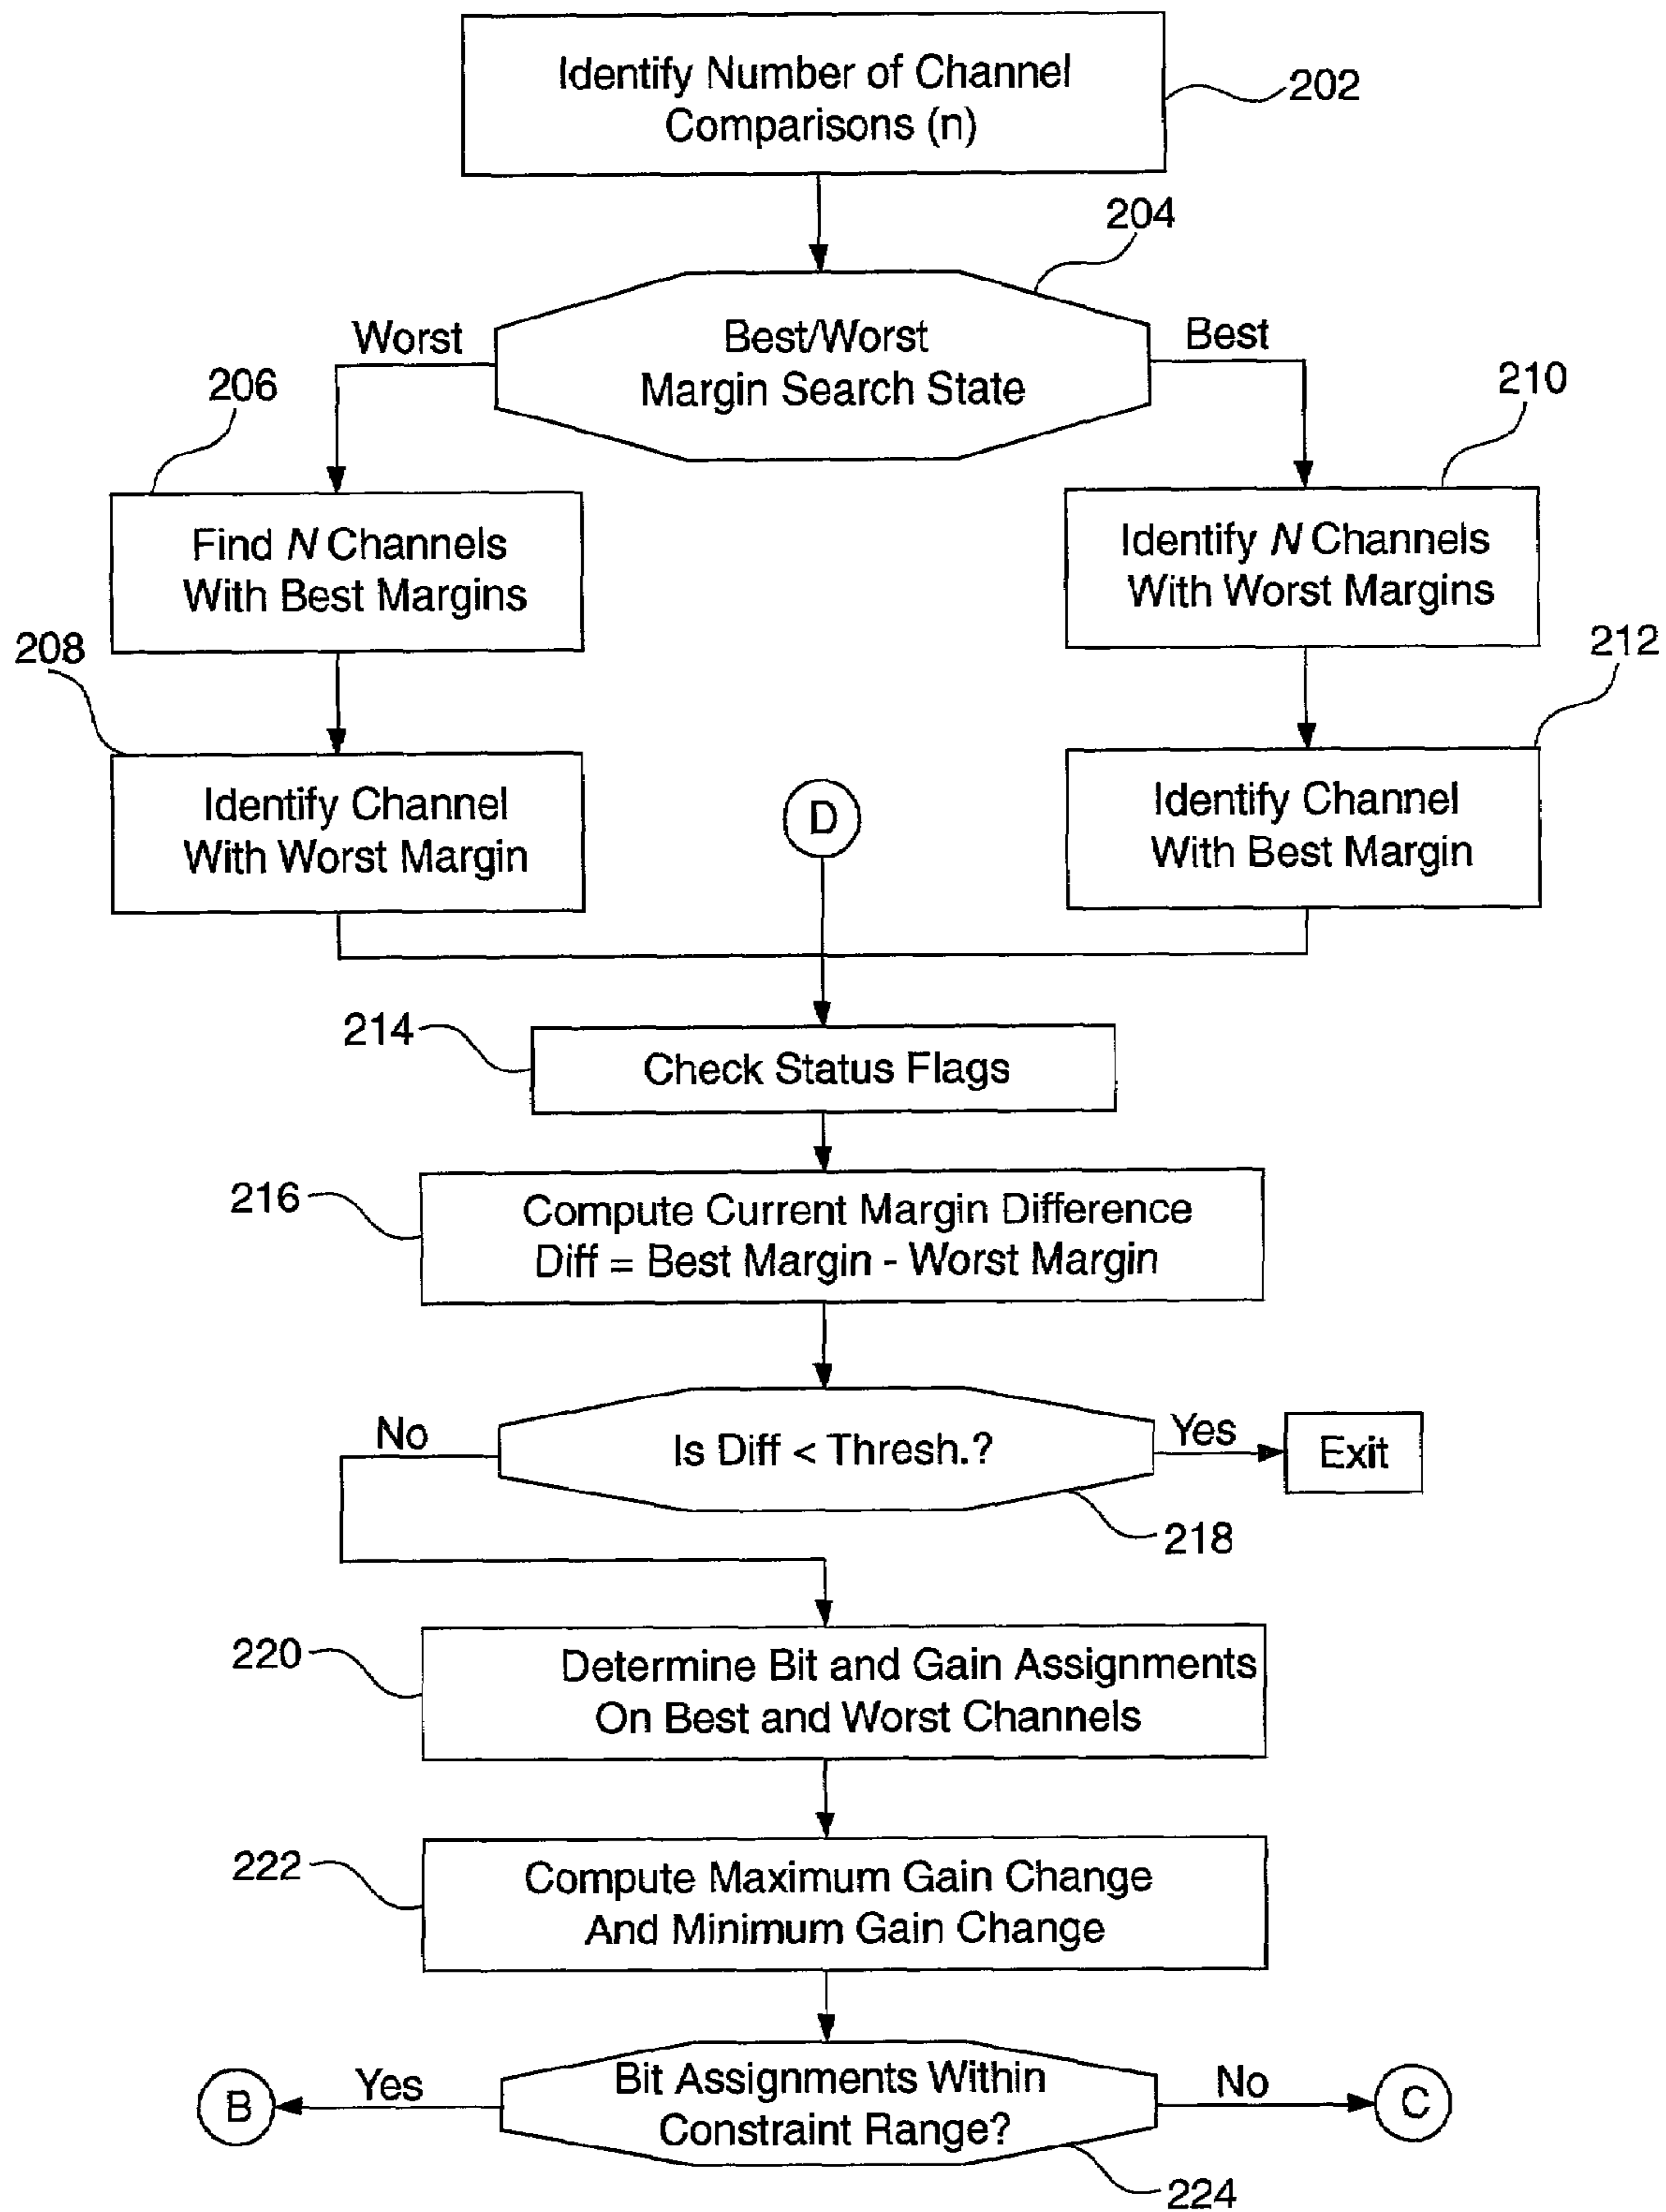 Identify Number of Channel
Comparisons (n)
202
204
Best/Worst
Margin Search State
Worst
Best
206
210
Find N Channels
With Best Margins
Identify N Channels
With Worst Margins
208
212
Identify Channel
With Worst Margin
D
Identify Channel
With Best Margin
214
Check Status Flags
216
Compute Current Margin Difference
Diff = Best Margin - Worst Margin
No
Is Diff < Thresh.?
Yes
Exit
218
220
Determine Bit and Gain Assignments
On Best and Worst Channels
222
Compute Maximum Gain Change
And Minimum Gain Change
B
Yes
Bit Assignments Within
Constraint Range?
No
C
224